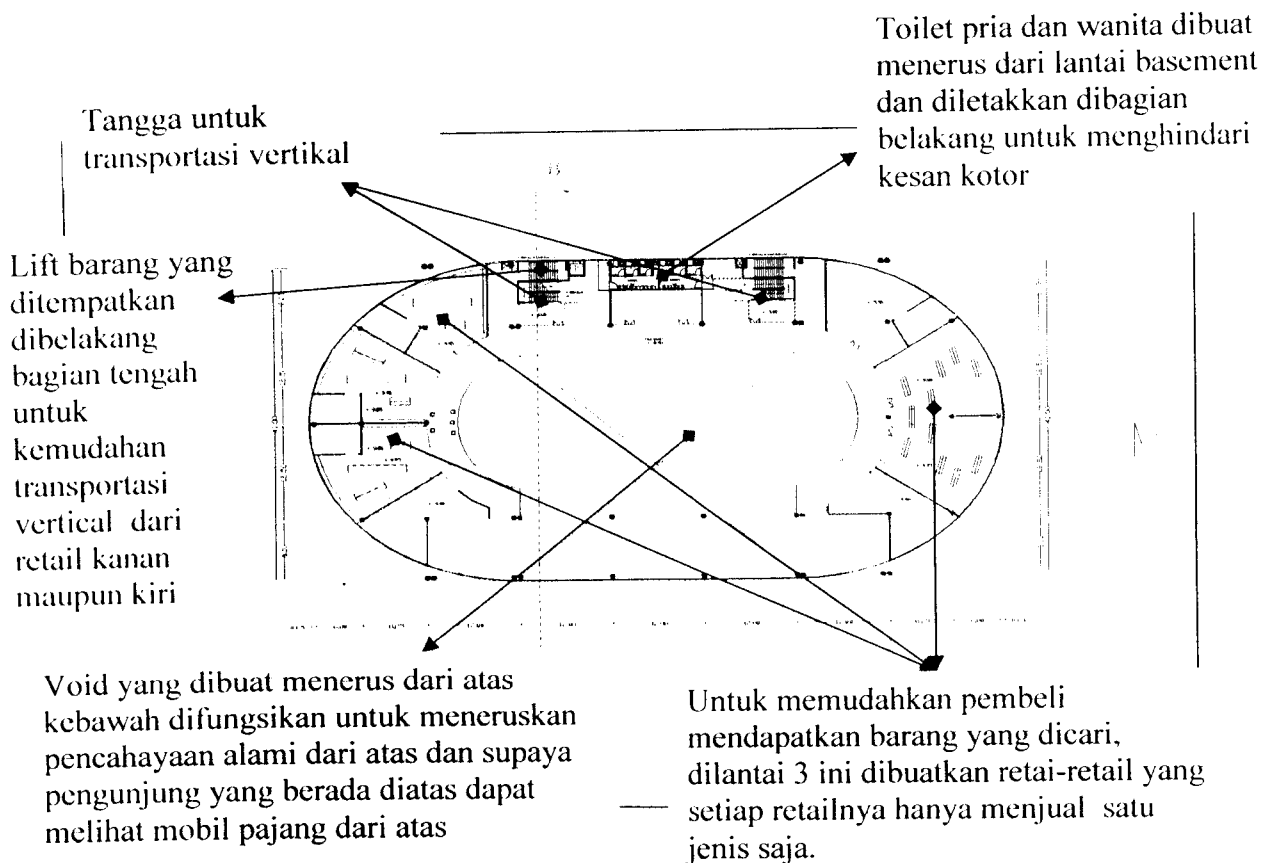 Toilet pria dan wanita dibuat
menerus dari lantai basement
dan diletakkan dibagian
belakang untuk menghindari
kesan kotor
Tangga untuk
transportasi vertikal
Lift barang yang
ditempatkan
dibelakang
bagian tengah
untuk
kemudahan
transportasi
vertical dari
retail kanan
maupun kiri
Void yang dibuat menerus dari atas
kebawah difungsikan untuk meneruskan
pencahayaan alami dari atas dan supaya
pengunjung yang berada diatas dapat
melihat mobil pajang dari atas
Untuk memudahkan pembeli
mendapatkan barang yang dicari,
dilantai 3 ini dibuatkan retai-retail yang
setiap retailnya hanya menjual satu
jenis saja.